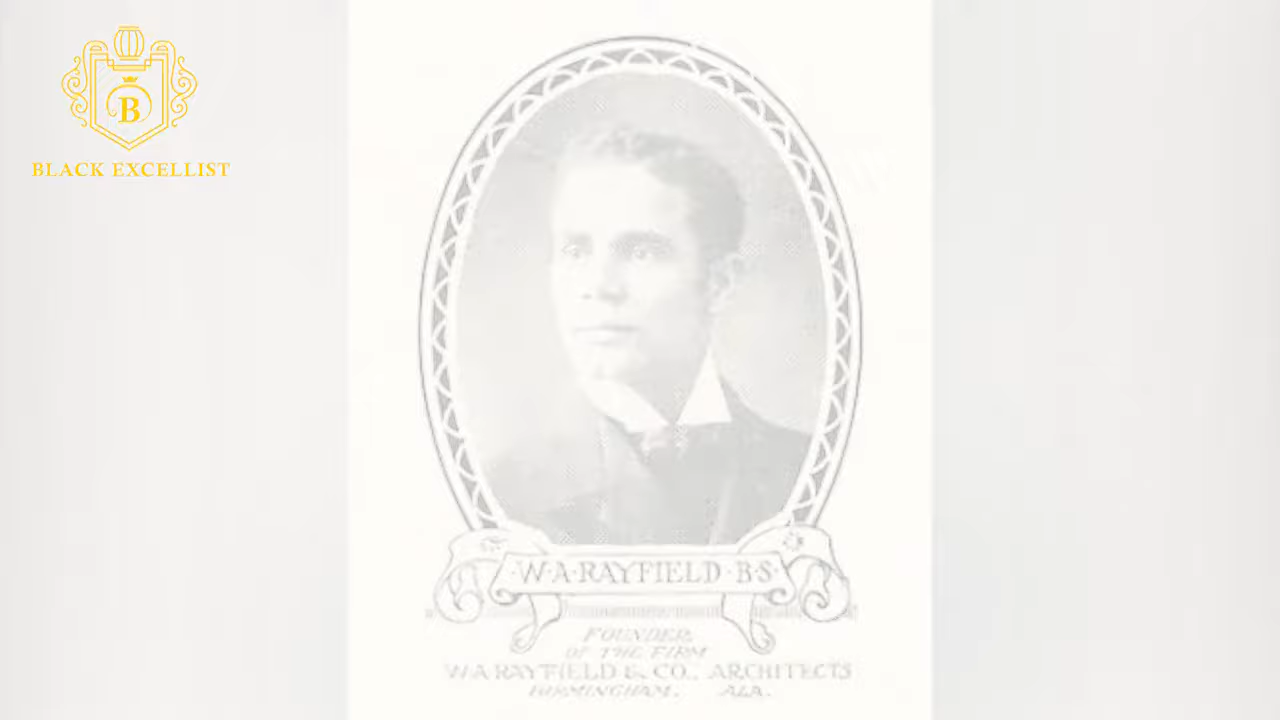 B
BLACK EXCELLIST
·W·A·RAYFIELD·B·S·
FOUNDER
OF THE FIRM
W A RAYFIELD & CO., ARCHITECTS
BIRMINGHAM, ALA.